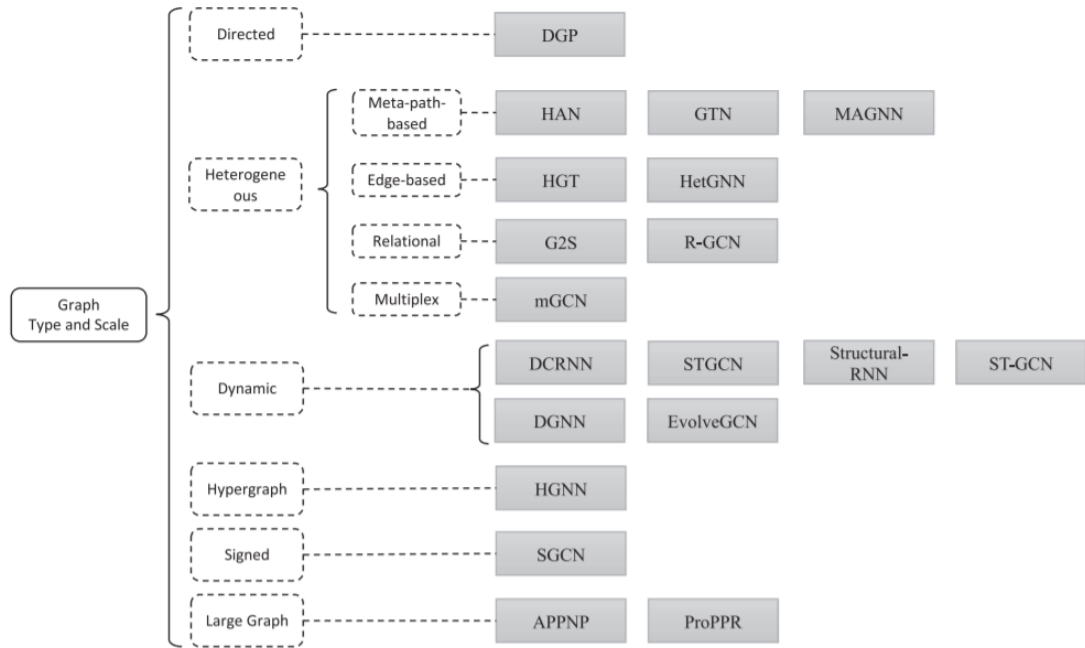 Directed
DGP
Meta-path-
based
HAN
GTN
MAGNN
Heterogene
ous
Edge-based
HGT
HetGNN
Relational
G2S
R-GCN
Multiplex
mGCN
Graph
Type and Scale
Dynamic
DCRNN
STGCN
Structural-
RNN
ST-GCN
DGNN
EvolveGCN
Hypergraph
HGNN
Signed
SGCN
Large Graph
APPNP
ProPPR